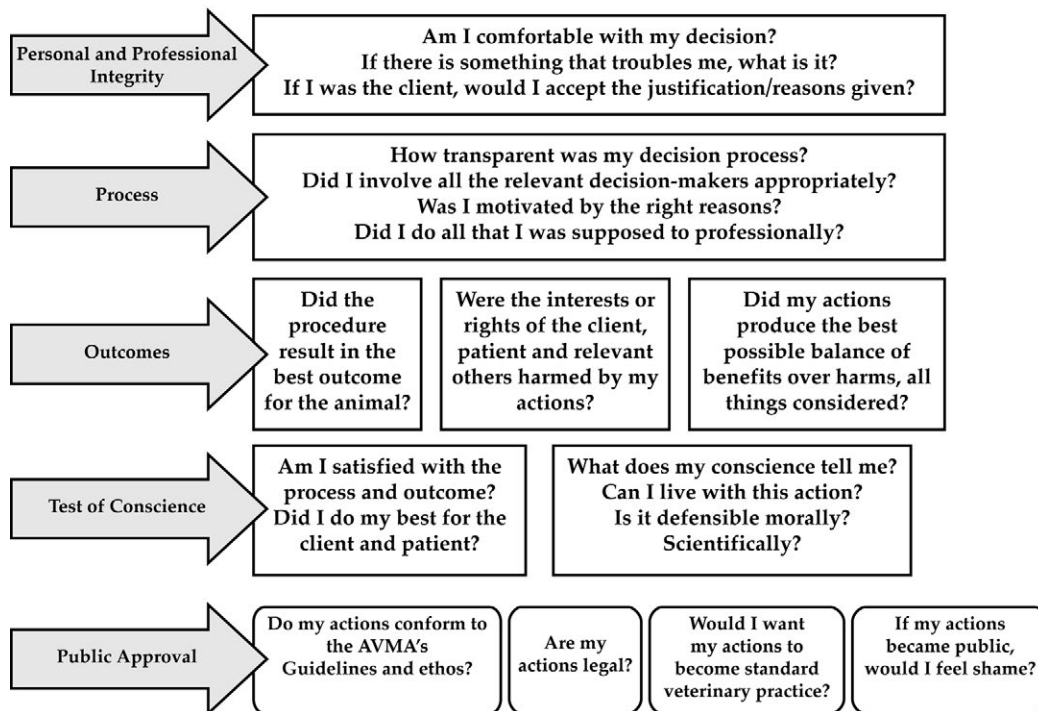 Personal and Professional
Integrity
Am I comfortable with my decision?
If there is something that troubles me, what is it?
If I was the client, would I accept the justification/reasons given?
Process
How transparent was my decision process?
Did I involve all the relevant decision-makers appropriately?
Was I motivated by the right reasons?
Did I do all that I was supposed to professionally?
Outcomes
Did the
procedure
result in the
best outcome
for the animal?
Were the interests or
rights of the client,
patient and relevant
others harmed by my
actions?
Did my actions
produce the best
possible balance of
benefits over harms, all
things considered?
Test of Conscience
Am I satisfied with the
process and outcome?
Did I do my best for the
client and patient?
What does my conscience tell me?
Can I live with this action?
Is it defensible morally?
Scientifically?
Public Approval
Do my actions conform to
the AVMA's
Guidelines and ethos?
Are my
actions legal?
Would I want
my actions to
become standard
veterinary practice?
If my actions
became public,
would I feel shame?